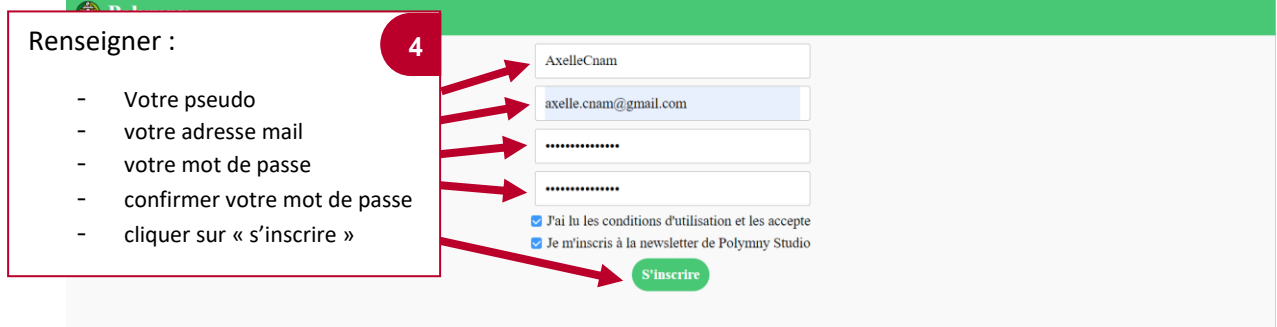 Renseigner :
4
- Votre pseudo
- votre adresse mail
- votre mot de passe
- confirmer votre mot de passe
- cliquer sur « s’inscrire »
AxelleCnam
axelle.cnam@gmail.com
•••••••••••••••
•••••••••••••••
J'ai lu les conditions d'utilisation et les accepte
Je m'inscris à la newsletter de Polymny Studio
S'inscrire